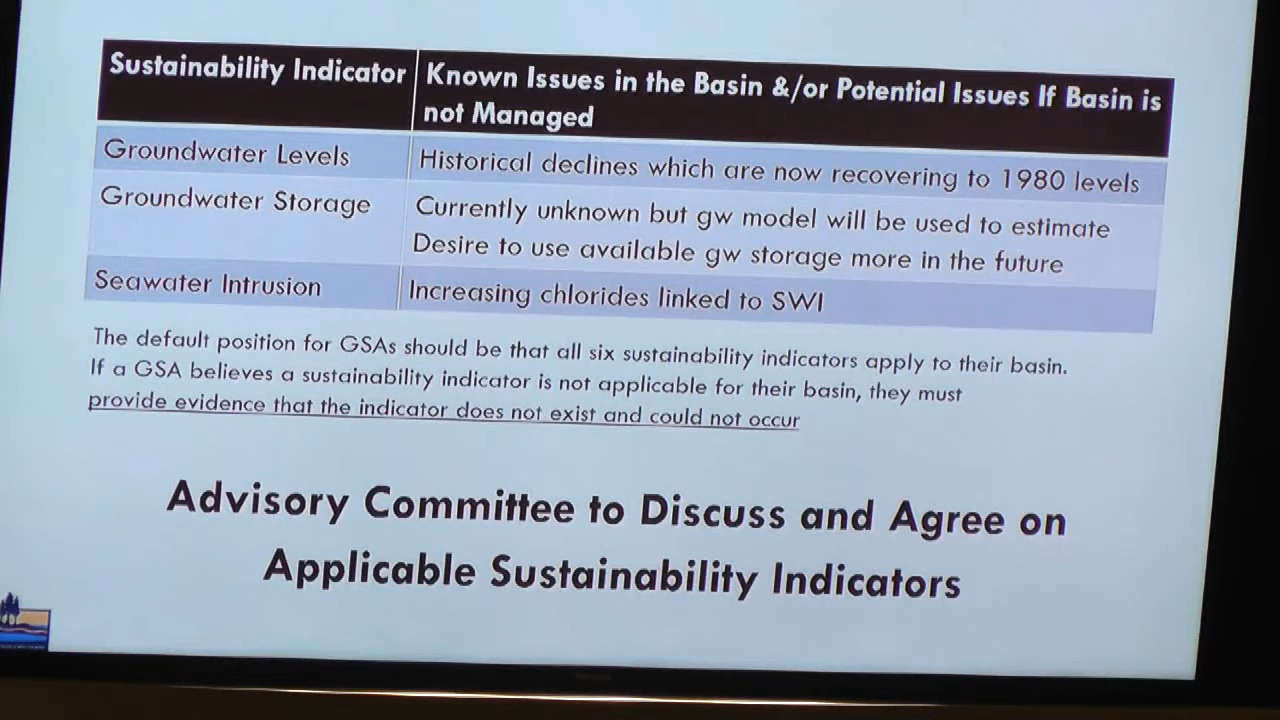 Sustainability Indicator
Known Issues in the Basin &/or Potential Issues If Basin is
not Managed
Groundwater Levels
Historical declines which are now recovering to 1980 levels
Groundwater Storage
Currently unknown but gw model will be used to estimate
Desire to use available gw storage more in the future
Seawater Intrusion
Increasing chlorides linked to SWI
The default position for GSAs should be that all six sustainability indicators apply to their basin.
If a GSA believes a sustainability indicator is not applicable for their basin, they must
provide evidence that the indicator does not exist and could not occur
Advisory Committee to Discuss and Agree on
Applicable Sustainability Indicators